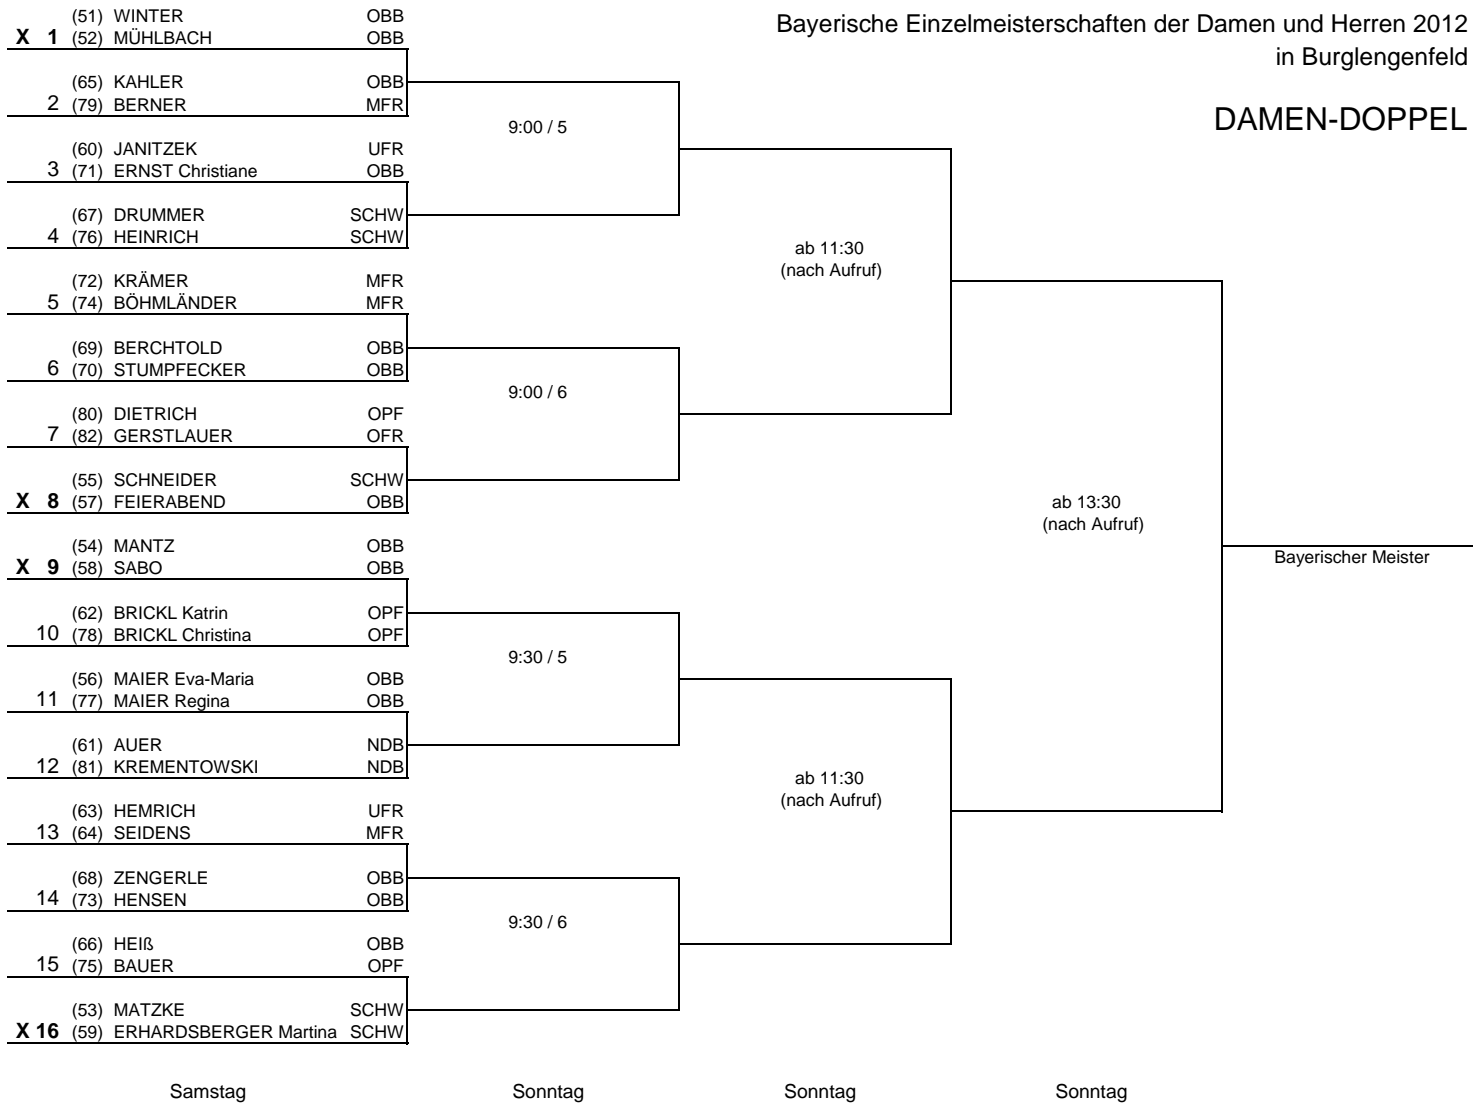 Bayerische Einzelmeisterschaften der Damen und Herren 2012
in Burglengenfeld
DAMEN-DOPPEL
(51) WINTER OBB
X 1 (52) MÜHLBACH OBB
(65) KAHLER OBB
2 (79) BERNER MFR
(60) JANITZEK UFR
3 (71) ERNST Christiane OBB
(67) DRUMMER SCHW
4 (76) HEINRICH SCHW
(72) KRÄMER MFR
5 (74) BÖHMLÄNDER MFR
(69) BERCHTOLD OBB
6 (70) STUMPFECKER OBB
(80) DIETRICH OPF
7 (82) GERSTLAUER OFR
(55) SCHNEIDER SCHW
X 8 (57) FEIERABEND OBB
(54) MANTZ OBB
X 9 (58) SABO OBB
(62) BRICKL Katrin OPF
10 (78) BRICKL Christina OPF
(56) MAIER Eva-Maria OBB
11 (77) MAIER Regina OBB
(61) AUER NDB
12 (81) KREMENTOWSKI NDB
(63) HEMRICH UFR
13 (64) SEIDENS MFR
(68) ZENGERLE OBB
14 (73) HENSEN OBB
(66) HEIß OBB
15 (75) BAUER OPF
(53) MATZKE SCHW
X 16 (59) ERHARDSBERGER Martina SCHW
9:00 / 5
9:00 / 6
9:30 / 5
9:30 / 6
ab 11:30
(nach Aufruf)
ab 11:30
(nach Aufruf)
ab 13:30
(nach Aufruf)
Bayerischer Meister
Samstag Sonntag Sonntag Sonntag